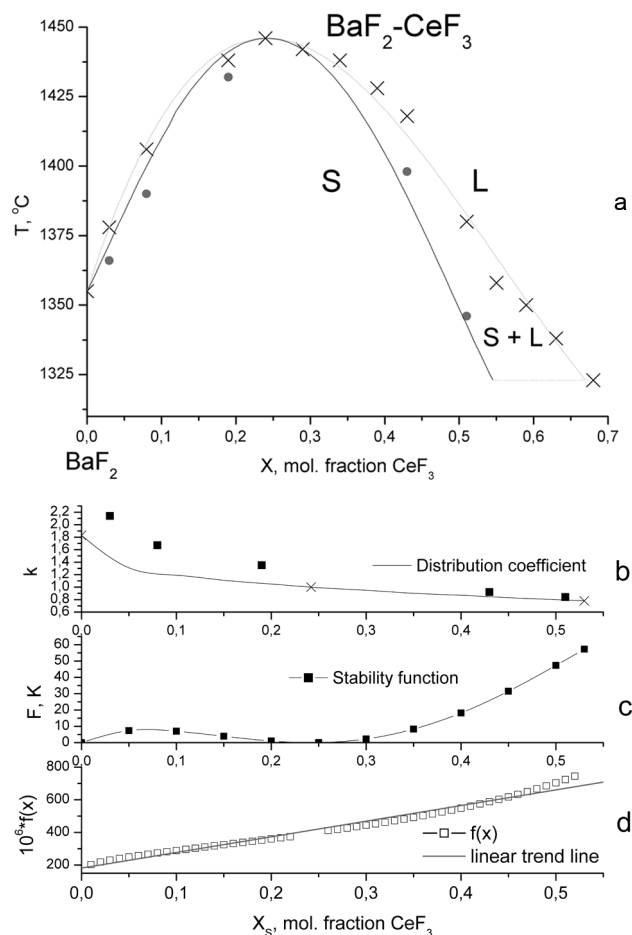 BaF2-CeF3
1450
1425
1400
1375
1350
1325
T, °C
S
L
S + L
a
0,0
0,1
0,2
0,3
0,4
0,5
0,6
0,7
BaF2
X, mol. fraction CeF3
2,2
2,0
1,8
1,6
1,4
1,2
1,0
0,8
0,6
k
Distribution coefficient
b
0,0
0,1
0,2
0,3
0,4
0,5
60
50
40
30
20
10
0
F, K
Stability function
c
0,0
0,1
0,2
0,3
0,4
0,5
800
600
400
200
10^6*f(x)
f(x)
linear trend line
d
0,0
0,1
0,2
0,3
0,4
0,5
XS, mol. fraction CeF3